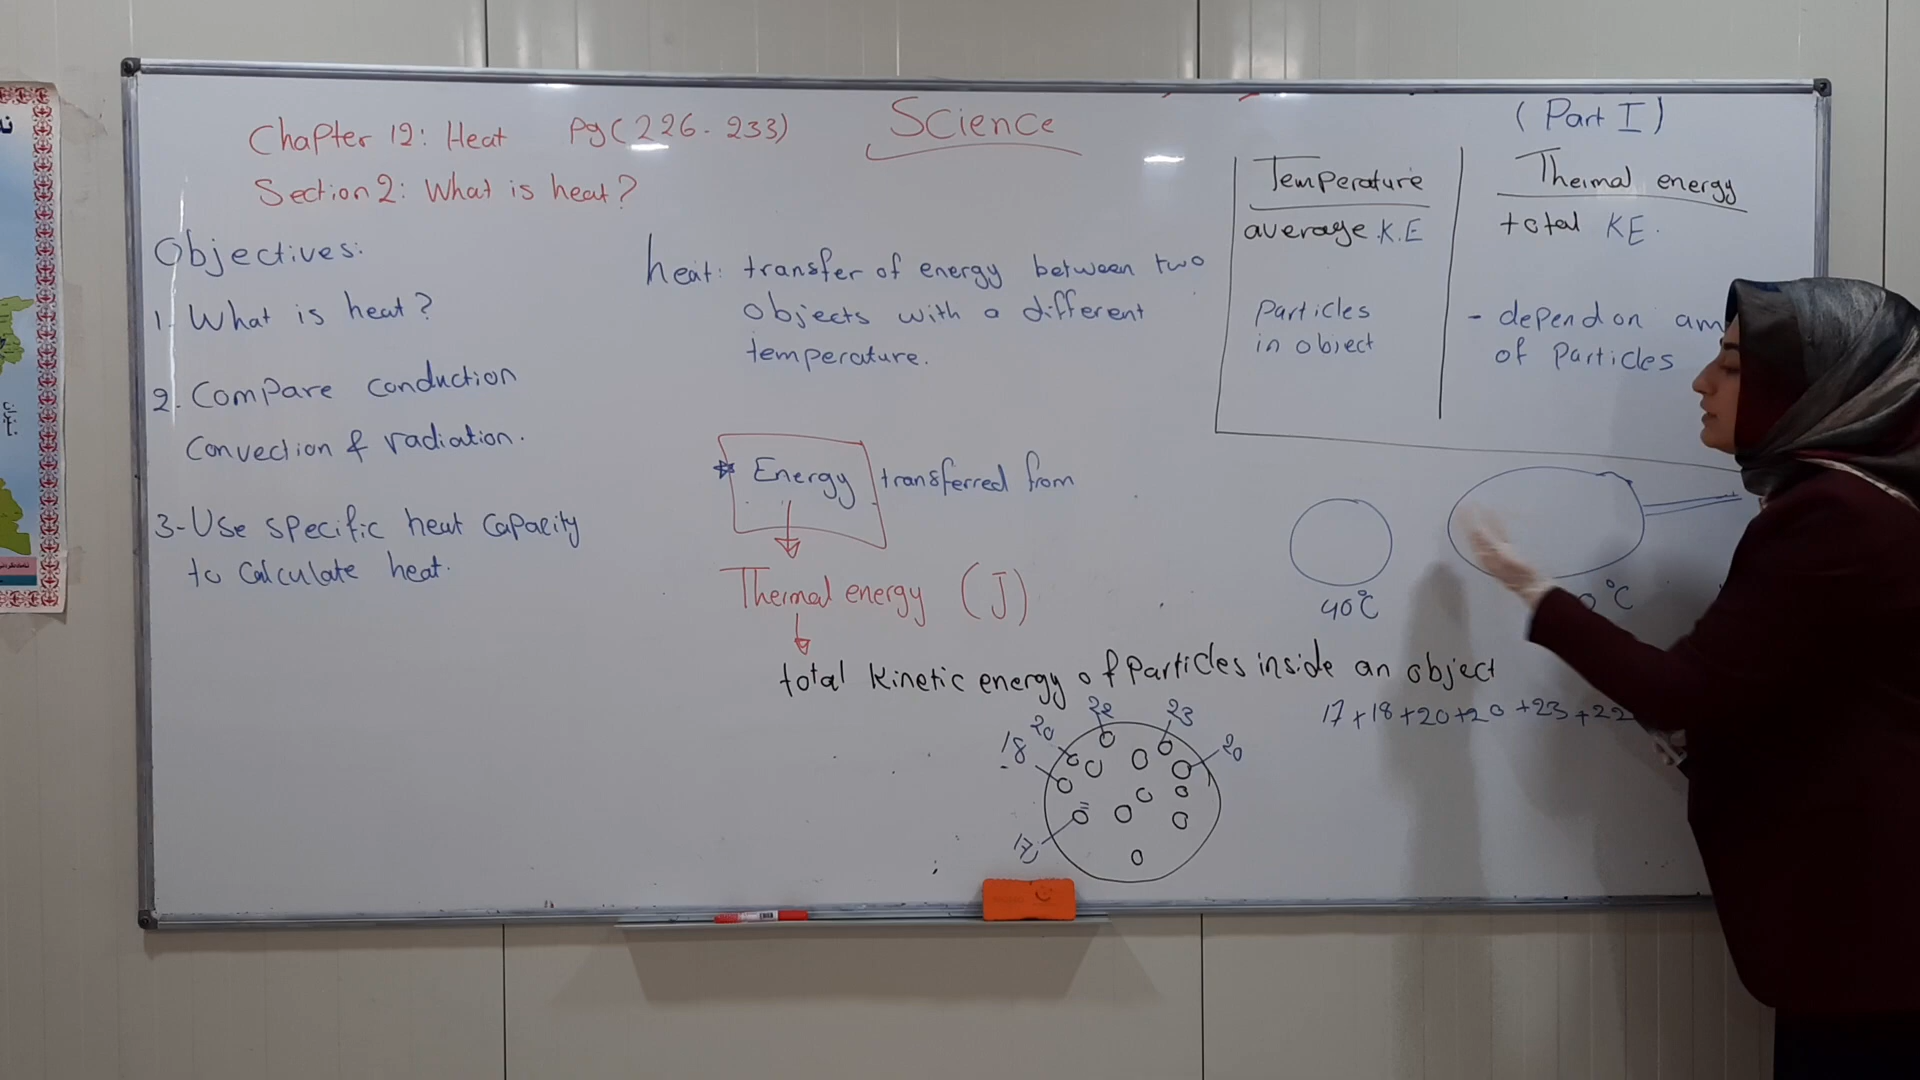 Science
(Part I)
Chapter 12: Heat pg(226-233)
Section 2: What is heat?
Objectives:
1. What is heat?
2. Compare conduction
Convection & radiation.
3- Use specific heat capacity
to calculate heat.
heat: transfer of energy between two
objects with a different
temperature.
* Energy transferred from
Thermal energy (J)
total kinetic energy of particles inside an object
Temperature
average K.E
particles
in object
Thermal energy
total KE.
- depend on am
of particles
40°C
°C
17+18+20+20+23+22
18
20
22
23
20
17